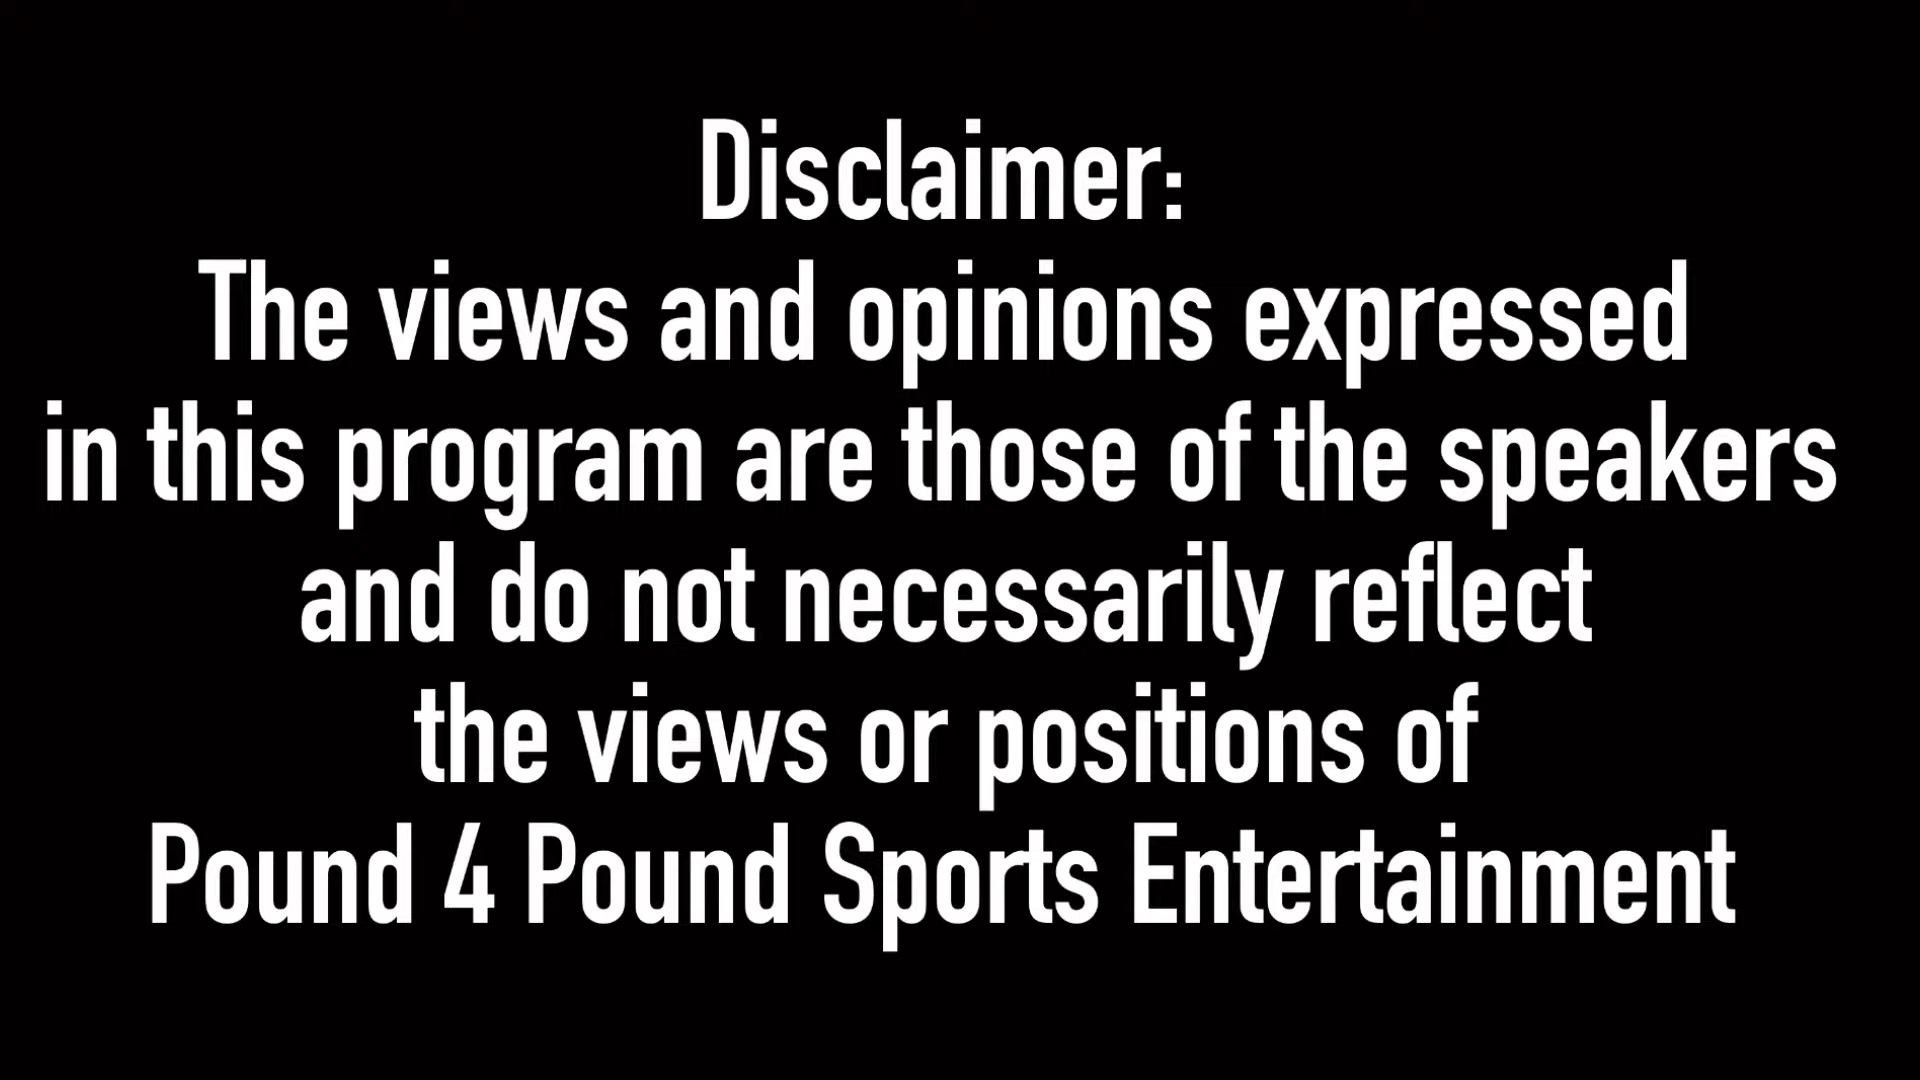 Disclaimer:
The views and opinions expressed
in this program are those of the speakers
and do not necessarily reflect
the views or positions of
Pound 4 Pound Sports Entertainment